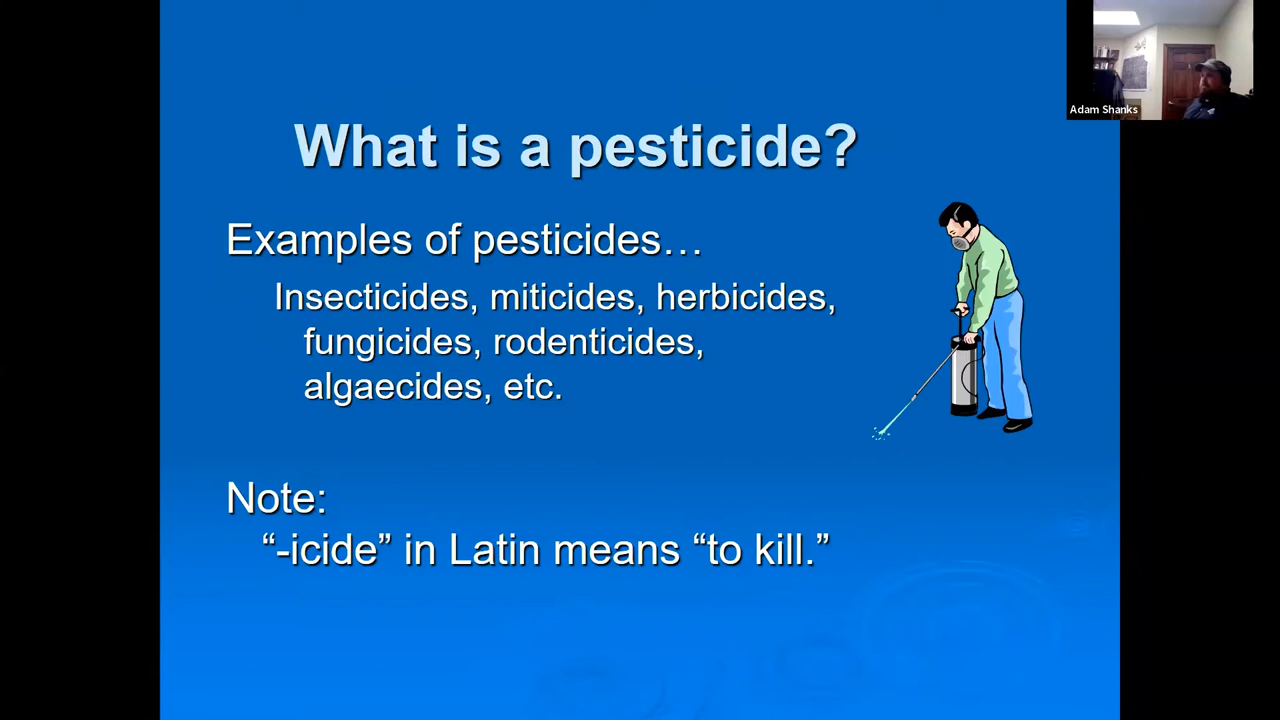 Adam Shanks
What is a pesticide?
Examples of pesticides…
Insecticides, miticides, herbicides,
fungicides, rodenticides,
algaecides, etc.
Note:
“-icide” in Latin means “to kill.”